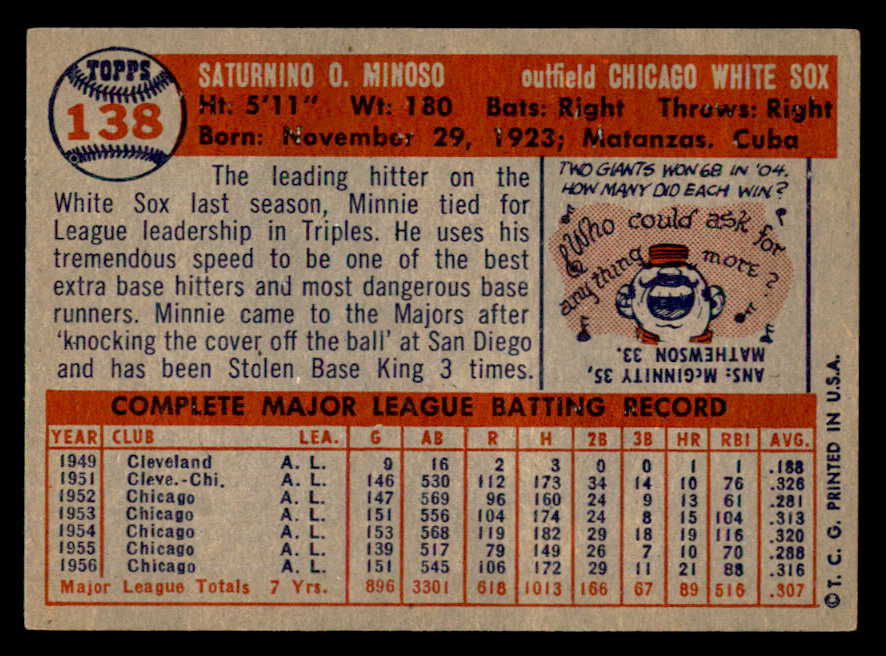 TOPPS
138
SATURNINO O. MINOSO outfield CHICAGO WHITE SOX
Ht: 5'11" Wt: 180 Bats: Right Throws: Right
Born: November 29, 1923; Matanzas, Cuba
The leading hitter on the
White Sox last season, Minnie tied for
League leadership in Triples. He uses his
tremendous speed to be one of the best
extra base hitters and most dangerous base
runners. Minnie came to the Majors after
'knocking the cover off the ball' at San Diego
and has been Stolen Base King 3 times.
TWO GIANTS WON 68 IN '04.
HOW MANY DID EACH WIN?
Who could ask for
anything more?
ANS: McGINNITY 35,
MATHEWSON 33.
COMPLETE MAJOR LEAGUE BATTING RECORD
YEAR CLUB LEA. G AB R H 2B 3B HR RBI AVG.
1949 Cleveland A. L. 9 16 2 3 0 0 1 1 .188
1951 Cleve.-Chi. A. L. 146 530 112 173 34 14 10 76 .326
1952 Chicago A. L. 147 569 96 160 24 9 13 61 .281
1953 Chicago A. L. 151 556 104 174 24 8 15 104 .313
1954 Chicago A. L. 153 568 119 182 29 18 19 116 .320
1955 Chicago A. L. 139 517 79 149 26 7 10 70 .288
1956 Chicago A. L. 151 545 106 172 29 11 21 88 .316
Major League Totals 7 Yrs. 896 3301 618 1013 166 67 89 516 .307
© T. C. G. PRINTED IN U.S.A.